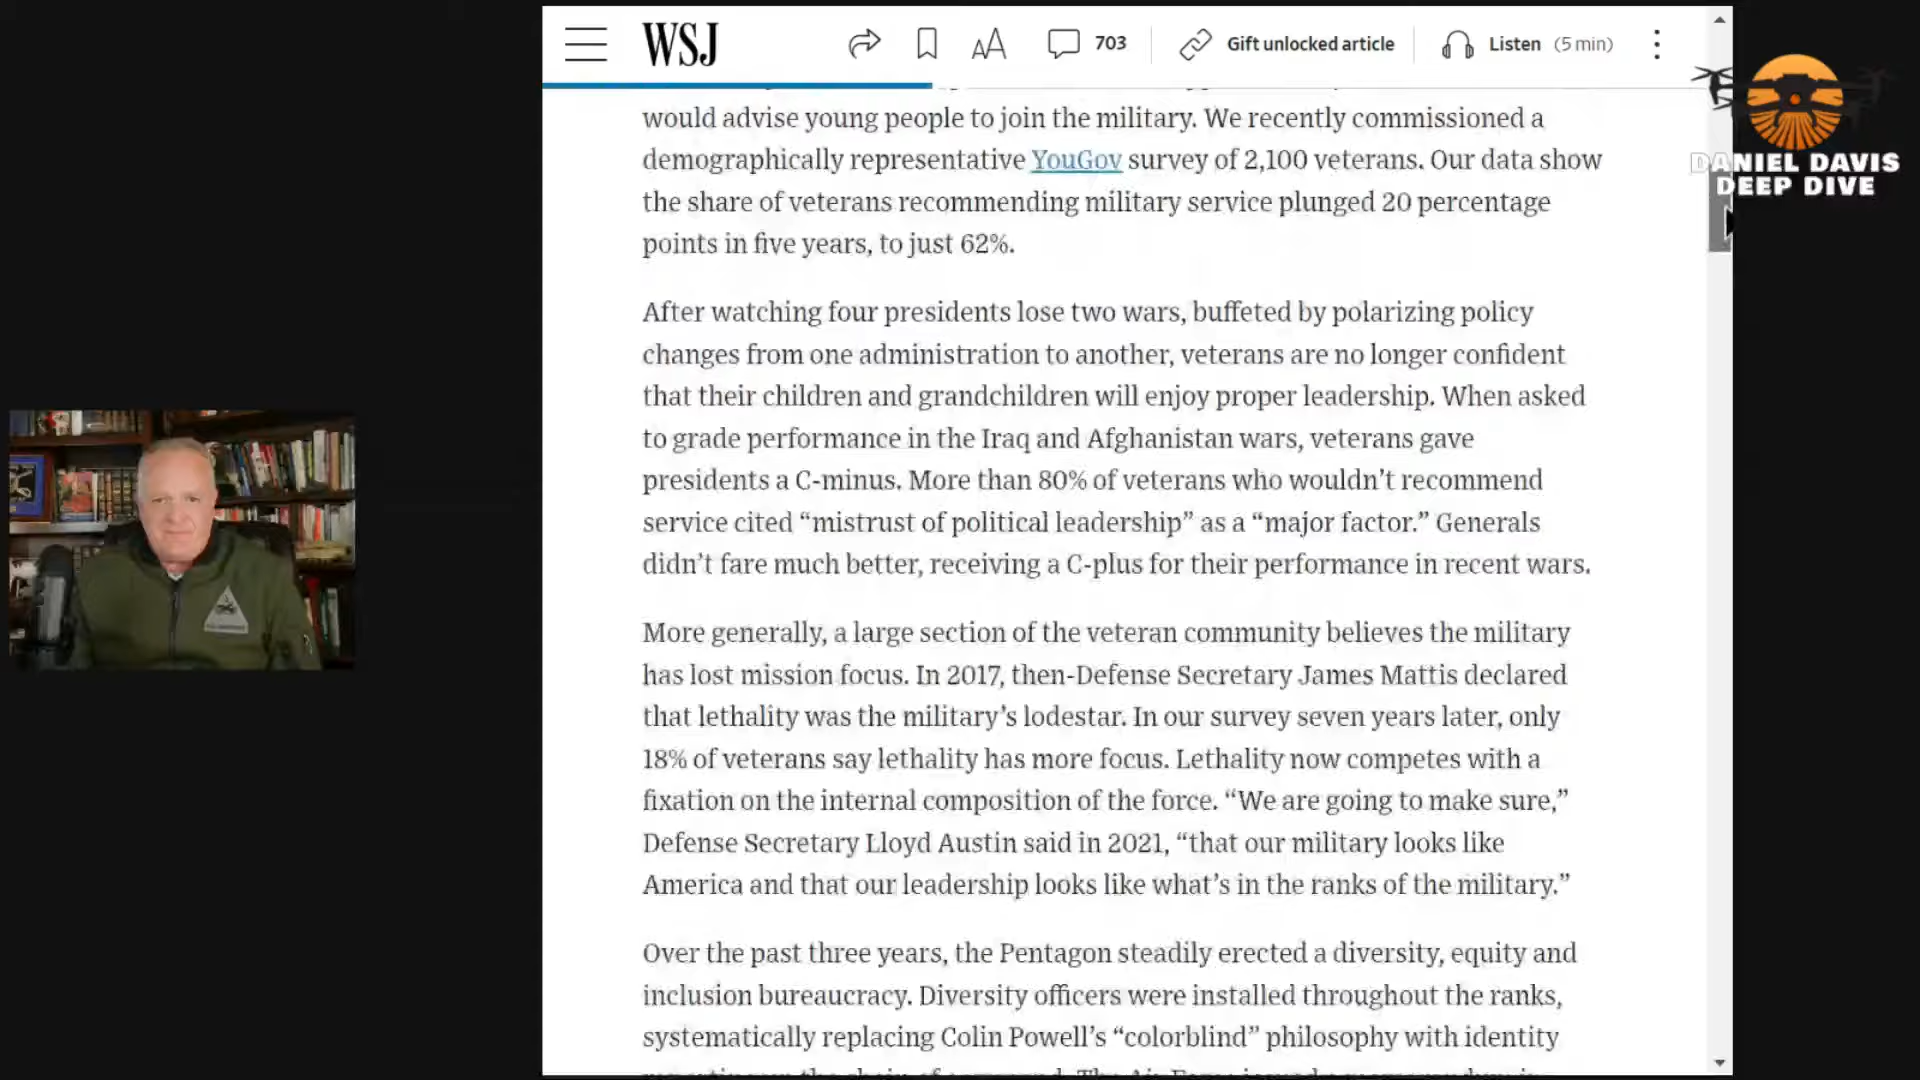 WSJ
703
Gift unlocked article
Listen (5 min)
DANIEL DAVIS
DEEP DIVE
would advise young people to join the military. We recently commissioned a
demographically representative YouGov survey of 2,100 veterans. Our data show
the share of veterans recommending military service plunged 20 percentage
points in five years, to just 62%.
After watching four presidents lose two wars, buffeted by polarizing policy
changes from one administration to another, veterans are no longer confident
that their children and grandchildren will enjoy proper leadership. When asked
to grade performance in the Iraq and Afghanistan wars, veterans gave
presidents a C-minus. More than 80% of veterans who wouldn’t recommend
service cited “mistrust of political leadership” as a “major factor.” Generals
didn’t fare much better, receiving a C-plus for their performance in recent wars.
More generally, a large section of the veteran community believes the military
has lost mission focus. In 2017, then-Defense Secretary James Mattis declared
that lethality was the military’s lodestar. In our survey seven years later, only
18% of veterans say lethality has more focus. Lethality now competes with a
fixation on the internal composition of the force. “We are going to make sure,”
Defense Secretary Lloyd Austin said in 2021, “that our military looks like
America and that our leadership looks like what’s in the ranks of the military.”
Over the past three years, the Pentagon steadily erected a diversity, equity and
inclusion bureaucracy. Diversity officers were installed throughout the ranks,
systematically replacing Colin Powell’s “colorblind” philosophy with identity